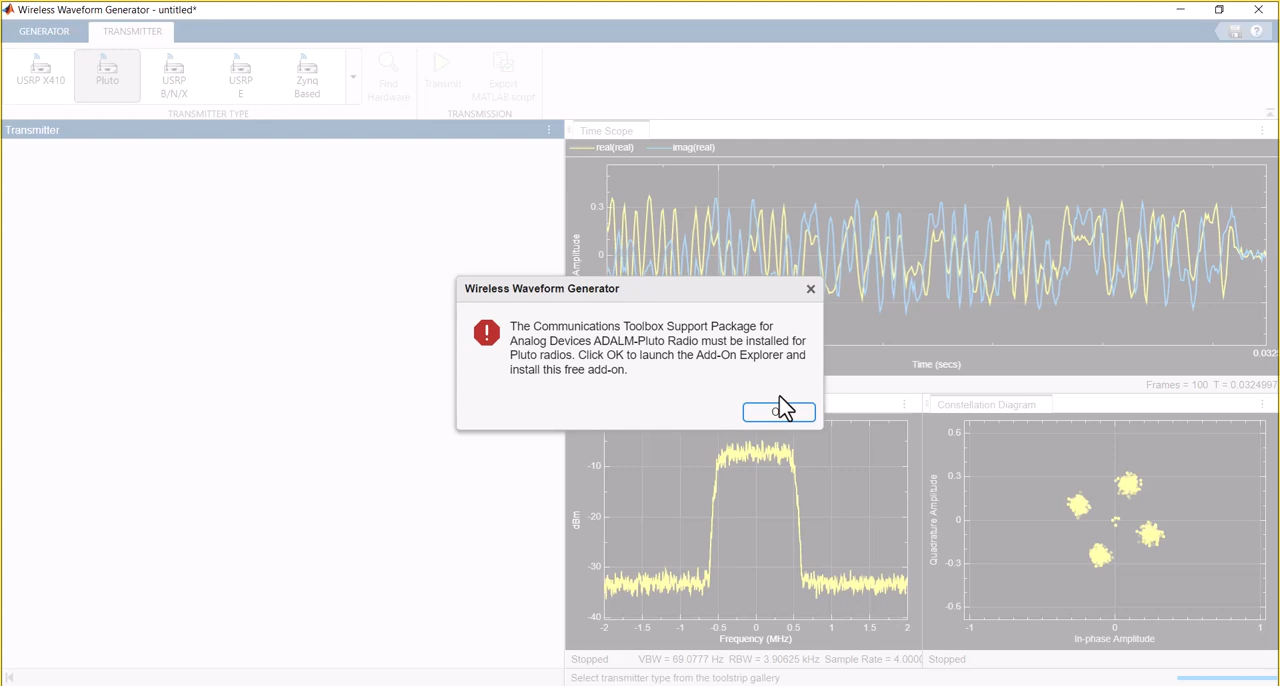 Wireless Waveform Generator - untitled*
GENERATOR
TRANSMITTER
USRP X410
Pluto
USRP
B/N/X
USRP
E
Zynq
Based
Find
Hardware
Transmit
Export
MATLAB script
TRANSMITTER TYPE
TRANSMISSION
Transmitter
Time Scope
real(real)
imag(real)
0.3
0
Amplitude
0.032
Time (secs)
Frames = 100 T = 0.0324997
Wireless Waveform Generator
The Communications Toolbox Support Package for
Analog Devices ADALM-Pluto Radio must be installed for
Pluto radios. Click OK to launch the Add-On Explorer and
install this free add-on.
-10
-20
-30
-40
dBm
-2 -1.5 -1 -0.5 0 0.5 1 1.5 2
Frequency (MHz)
Stopped
VBW = 69.0777 Hz RBW = 3.90625 kHz Sample Rate = 4.0000
Constellation Diagram
0.6
0.3
0
-0.3
-0.6
Quadrature Amplitude
-1 0 1
In-phase Amplitude
Stopped
Select transmitter type from the toolstrip gallery